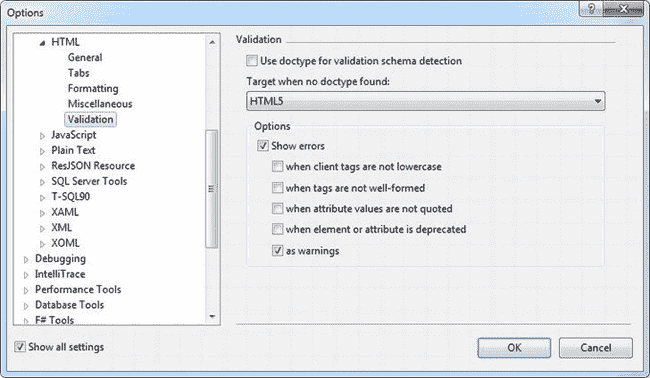 Options
HTML
General
Tabs
Formatting
Miscellaneous
Validation
JavaScript
Plain Text
ResJSON Resource
SQL Server Tools
T-SQL90
XAML
XML
XOML
Debugging
IntelliTrace
Performance Tools
Database Tools
F# Tools
Show all settings
Validation
Use doctype for validation schema detection
Target when no doctype found:
HTML5
Options
Show errors
when client tags are not lowercase
when tags are not well-formed
when attribute values are not quoted
when element or attribute is deprecated
as warnings
OK
Cancel